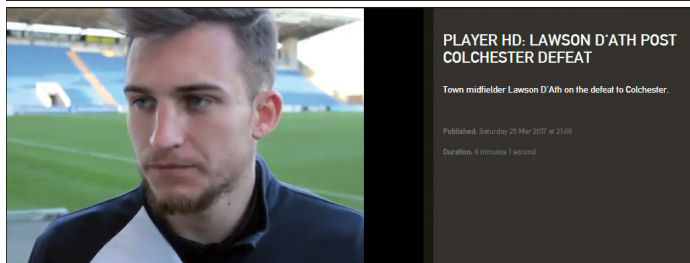 PLAYER HD: LAWSON D'ATH POST
COLCHESTER DEFEAT
Town midfielder Lawson D'Ath on the defeat to Colchester.
Published: Saturday 25 Mar 2017 at 21:09
Duration: 0 minutes 1 second